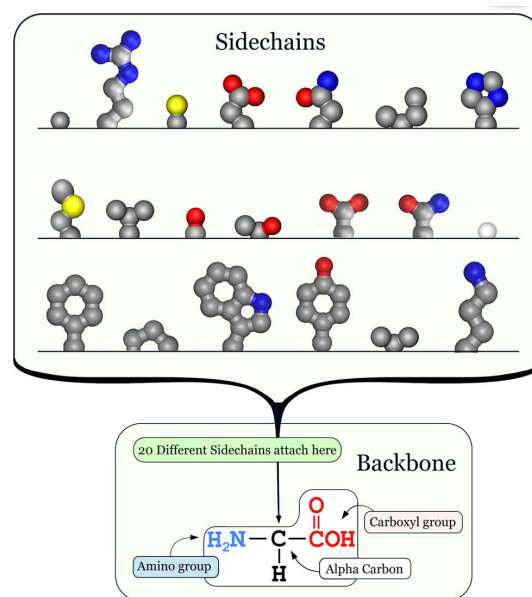 Sidechains
20 Different Sidechains attach here
Backbone
O
H₂N C COH
H
Carboxyl group
Amino group
Alpha Carbon